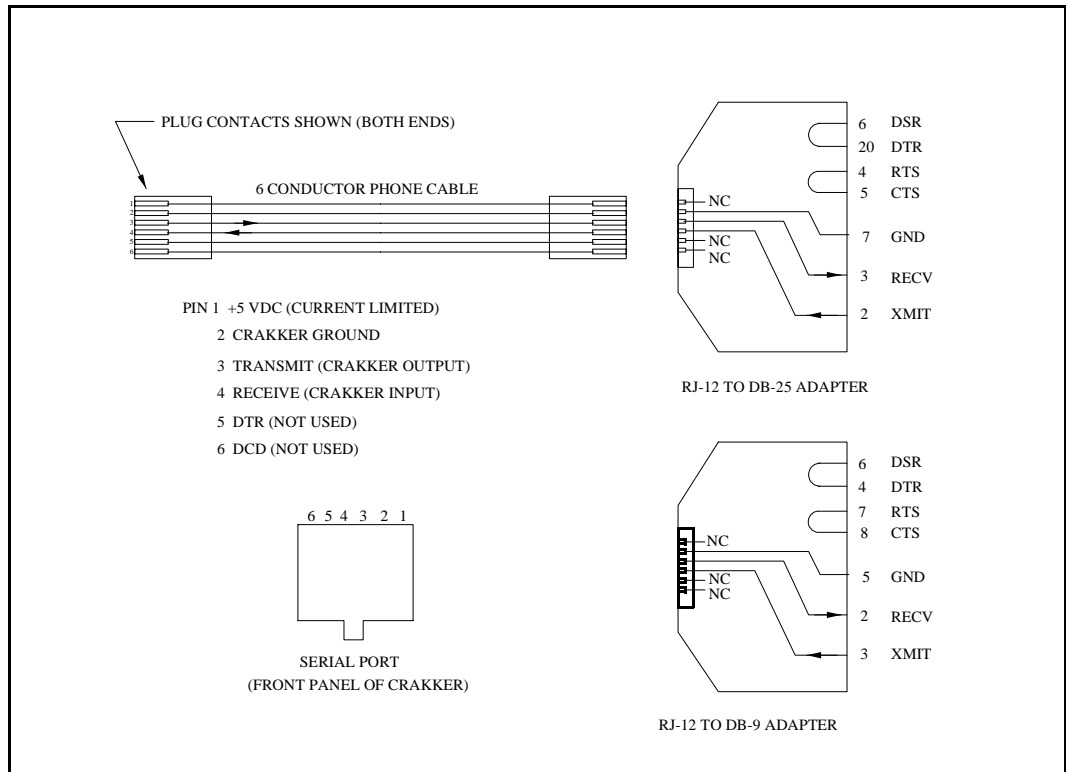 PLUG CONTACTS SHOWN (BOTH ENDS)
6 CONDUCTOR PHONE CABLE
1
2
3
4
5
6
PIN 1 +5 VDC (CURRENT LIMITED)
2 CRAKKER GROUND
3 TRANSMIT (CRAKKER OUTPUT)
4 RECEIVE (CRAKKER INPUT)
5 DTR (NOT USED)
6 DCD (NOT USED)
6 5 4 3 2 1
SERIAL PORT
(FRONT PANEL OF CRAKKER)
6 DSR
20 DTR
4 RTS
5 CTS
NC
7 GND
NC
NC
3 RECV
2 XMIT
RJ-12 TO DB-25 ADAPTER
6 DSR
4 DTR
7 RTS
8 CTS
NC
5 GND
NC
NC
2 RECV
3 XMIT
RJ-12 TO DB-9 ADAPTER